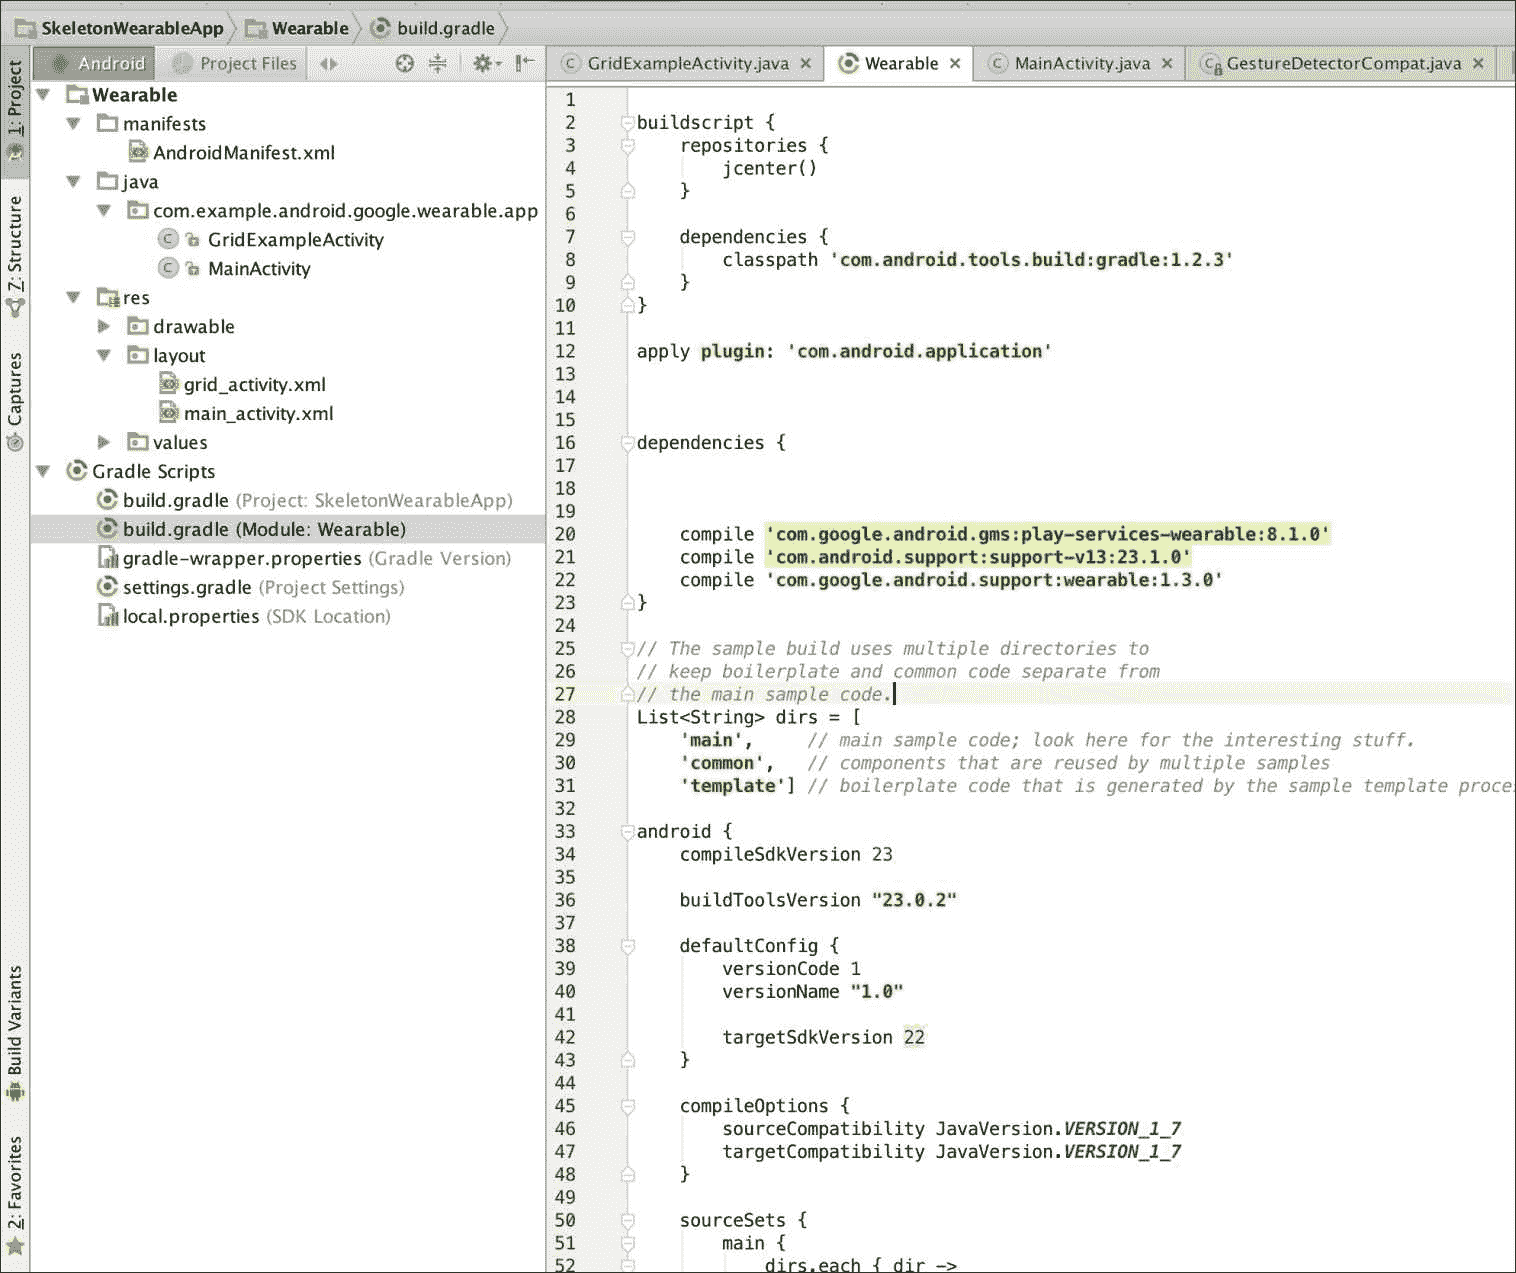 SkeletonWearableApp Wearable build.gradle
Android Project Files
GridExampleActivity.java Wearable MainActivity.java GestureDetectorCompat.java
1: Project
Z: Structure
Captures
Build Variants
2: Favorites
Wearable
manifests
AndroidManifest.xml
java
com.example.android.google.wearable.app
GridExampleActivity
MainActivity
res
drawable
layout
grid_activity.xml
main_activity.xml
values
Gradle Scripts
build.gradle (Project: SkeletonWearableApp)
build.gradle (Module: Wearable)
gradle-wrapper.properties (Gradle Version)
settings.gradle (Project Settings)
local.properties (SDK Location)
1
2 buildscript {
3 repositories {
4 jcenter()
5 }
6
7 dependencies {
8 classpath 'com.android.tools.build:gradle:1.2.3'
9 }
10 }
11
12 apply plugin: 'com.android.application'
13
14
15
16 dependencies {
17
18
19
20 compile 'com.google.android.gms:play-services-wearable:8.1.0'
21 compile 'com.android.support:support-v13:23.1.0'
22 compile 'com.google.android.support:wearable:1.3.0'
23 }
24
25 // The sample build uses multiple directories to
26 // keep boilerplate and common code separate from
27 // the main sample code.
28 List<String> dirs = [
29 'main', // main sample code; look here for the interesting stuff.
30 'common', // components that are reused by multiple samples
31 'template'] // boilerplate code that is generated by the sample template proce
32
33 android {
34 compileSdkVersion 23
35
36 buildToolsVersion "23.0.2"
37
38 defaultConfig {
39 versionCode 1
40 versionName "1.0"
41
42 targetSdkVersion 22
43 }
44
45 compileOptions {
46 sourceCompatibility JavaVersion.VERSION_1_7
47 targetCompatibility JavaVersion.VERSION_1_7
48 }
49
50 sourceSets {
51 main {
52 dirs.each { dir ->